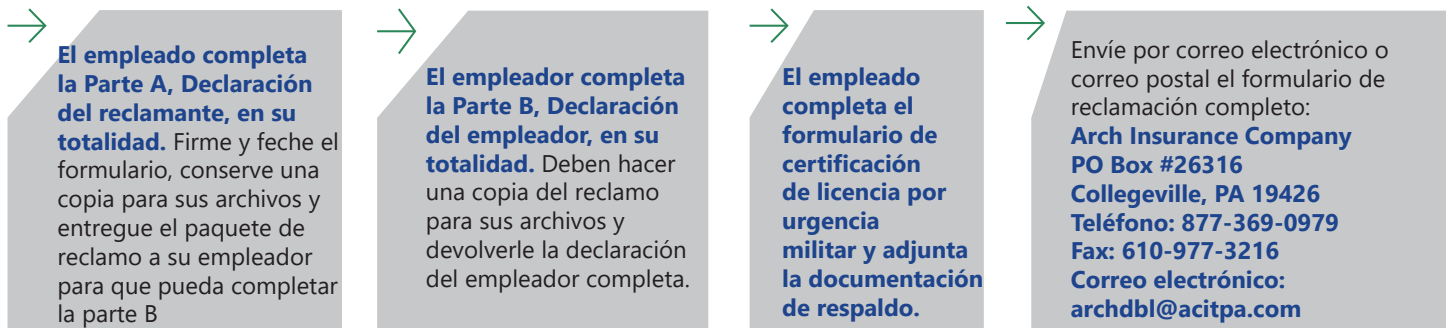 El empleado completa
la Parte A, Declaración
del reclamante, en su
totalidad. Firme y feche el
formulario, conserve una
copia para sus archivos y
entregue el paquete de
reclamo a su empleador
para que pueda completar
la parte B
El empleador completa
la Parte B, Declaración
del empleador, en su
totalidad. Deben hacer
una copia del reclamo
para sus archivos y
devolverle la declaración
del empleador completa.
El empleado
completa el
formulario de
certificación
de licencia por
urgencia
militar y adjunta
la documentación
de respaldo.
Envíe por correo electrónico o
correo postal el formulario de
reclamación completo:
Arch Insurance Company
PO Box #26316
Collegeville, PA 19426
Teléfono: 877-369-0979
Fax: 610-977-3216
Correo electrónico:
archdbl@acitpa.com